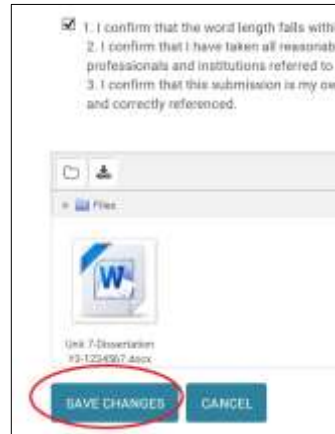 1. I confirm that the word length falls withi
2. I confirm that I have taken all reasonab
professionals and institutions referred to
3. I confirm that this submission is my ow
and correctly referenced.
Files
W
Unit 7-Dissertation
Y3-1234567.docx
SAVE CHANGES
CANCEL